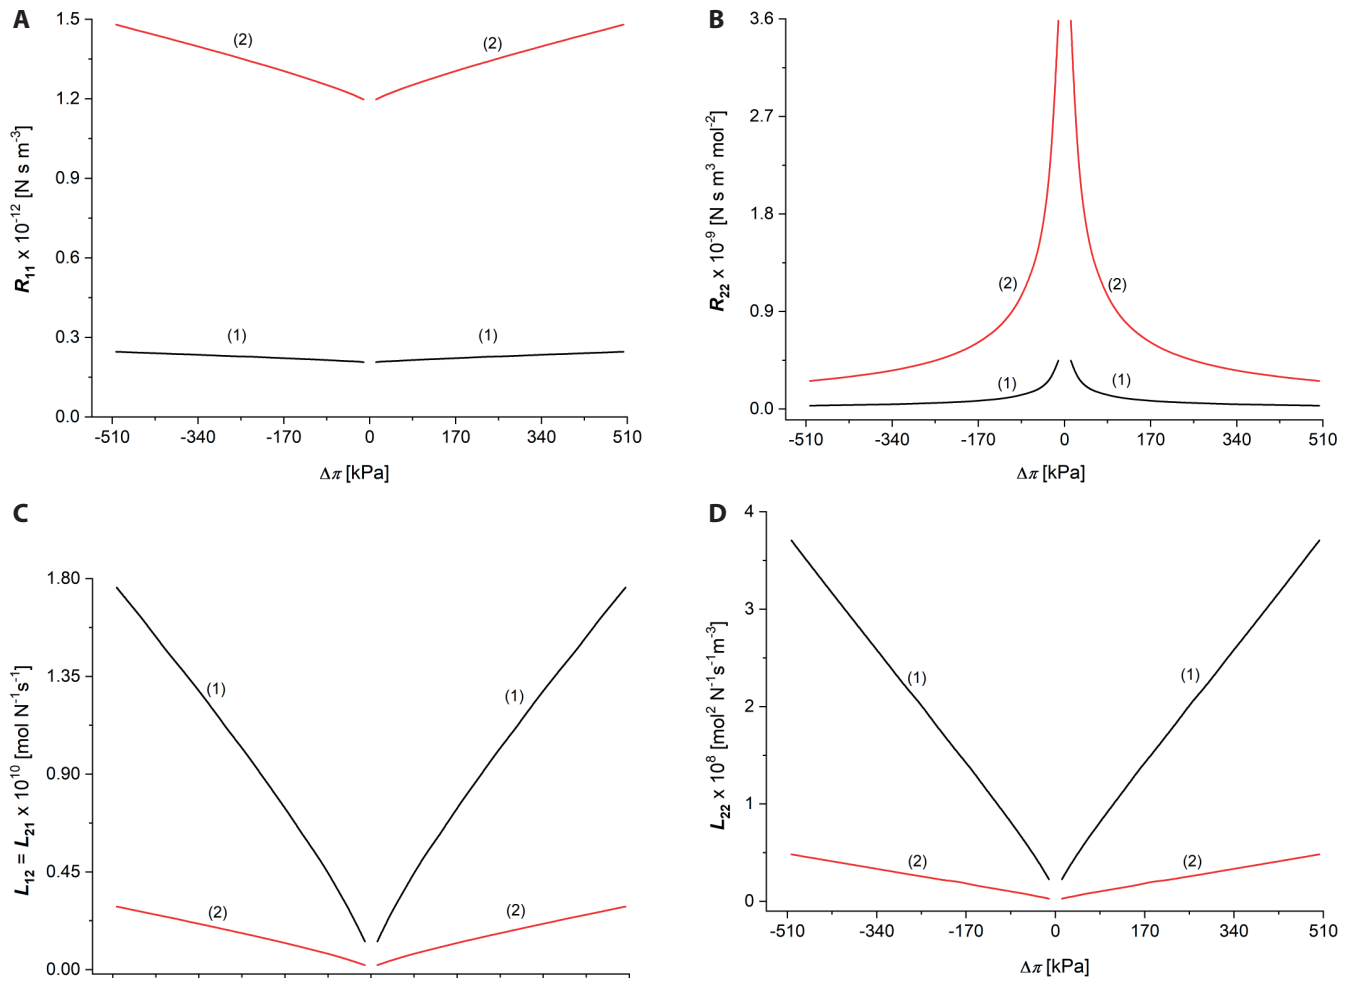 A
1.5
1.2
0.9
0.6
0.3
0.0
R₁₁ x 10⁻¹² [N s m⁻³]
(2)
(2)
(1)
(1)
-510 -340 -170 0 170 340 510
Δπ [kPa]
B
3.6
2.7
1.8
0.9
0.0
R₂₂ x 10⁻⁹ [N s m³ mol⁻²]
(2)
(2)
(1)
(1)
-510 -340 -170 0 170 340 510
Δπ [kPa]
C
1.80
1.35
0.90
0.45
0.00
L₁₂ = L₂₁ x 10¹⁰ [mol N⁻¹s⁻¹]
(1)
(1)
(2)
(2)
D
4
3
2
1
0
L₂₂ x 10⁸ [mol² N⁻¹s⁻¹m⁻³]
(1)
(1)
(2)
(2)
-510 -340 -170 0 170 340 510
Δπ [kPa]